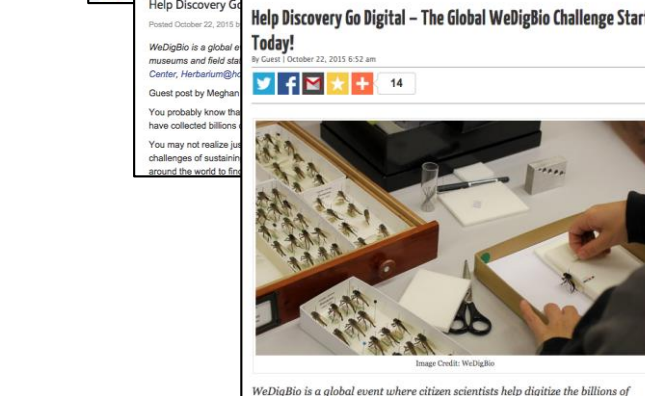 Help Discovery Go
Posted October 22, 2015 b
WeDigBio is a global e
museums and field stat
Center, Herbarium@ho
Guest post by Meghan
You probably know tha
have collected billions
You may not realize jus
challenges of sustainin
around the world to find
Help Discovery Go Digital – The Global WeDigBio Challenge Start
Today!
By Guest | October 22, 2015 6:52 am
14
Image Credit: WeDigBio
WeDigBio is a global event where citizen scientists help digitize the billions of